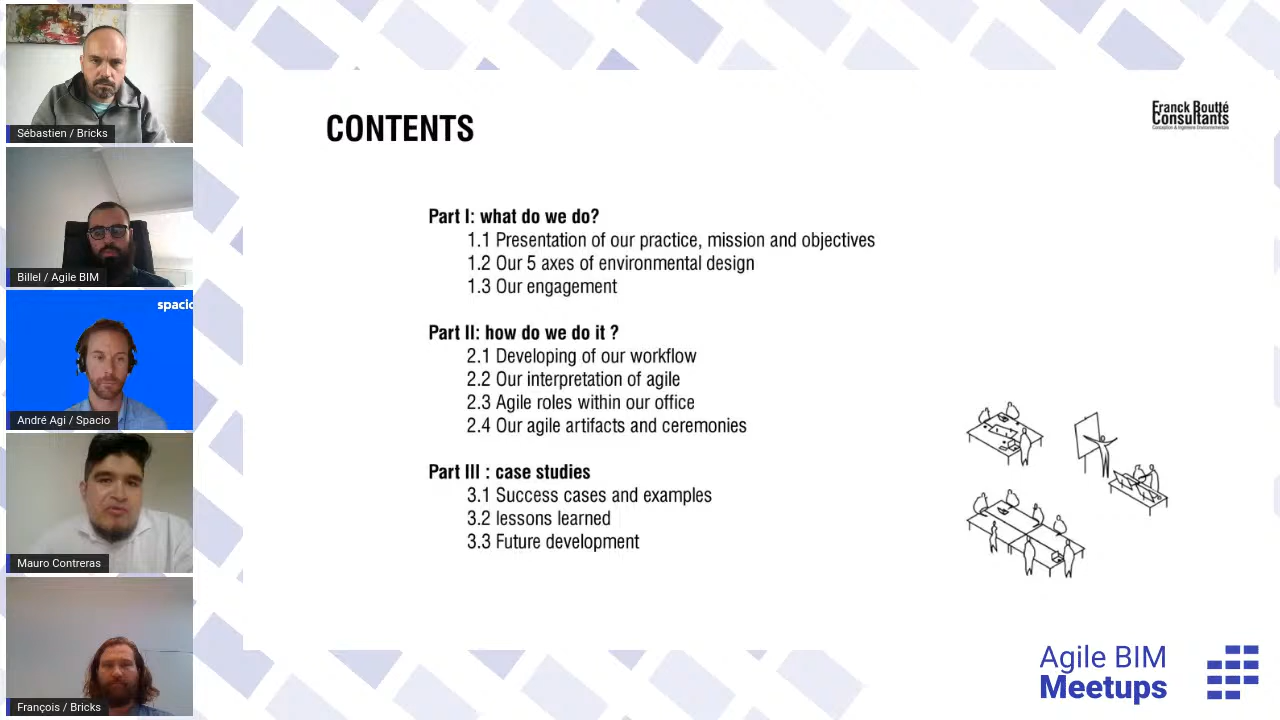 Sébastien / Bricks
Billel / Agile BIM
spacio
André Agi / Spacio
Mauro Contreras
François / Bricks
CONTENTS
Franck Boutté
Consultants
Conception & Ingénierie Environnementales
Part I: what do we do?
1.1 Presentation of our practice, mission and objectives
1.2 Our 5 axes of environmental design
1.3 Our engagement
Part II: how do we do it ?
2.1 Developing of our workflow
2.2 Our interpretation of agile
2.3 Agile roles within our office
2.4 Our agile artifacts and ceremonies
Part III : case studies
3.1 Success cases and examples
3.2 lessons learned
3.3 Future development
Agile BIM
Meetups